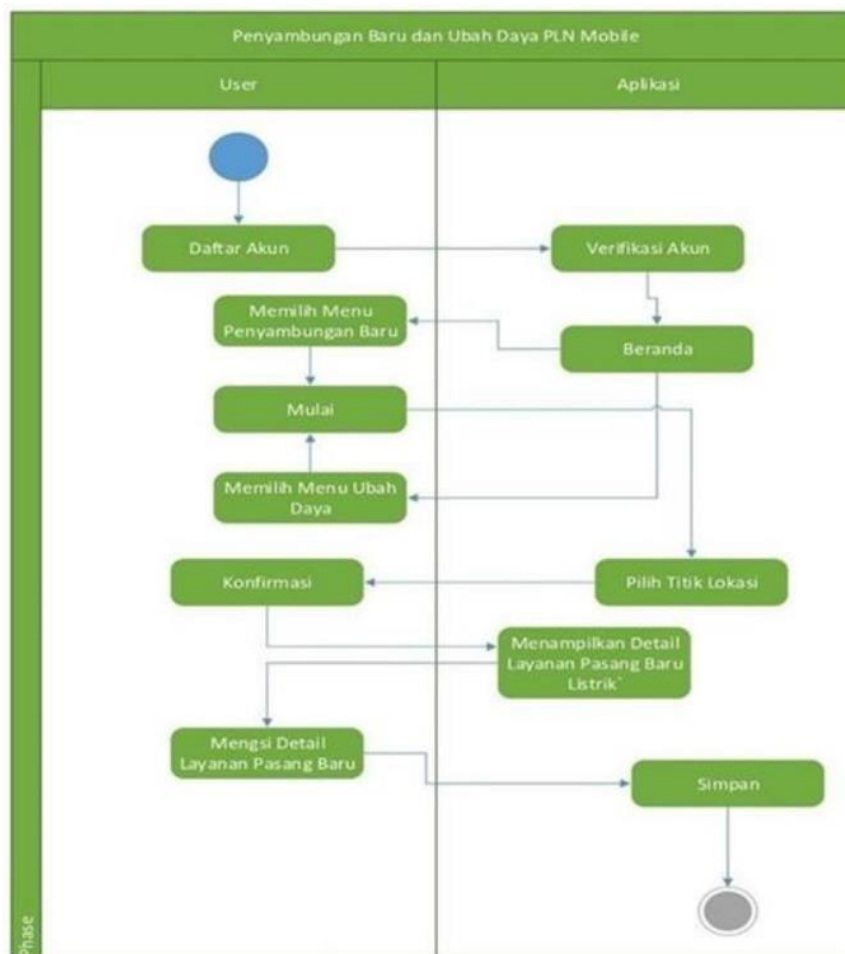 Penyambungan Baru dan Ubah Daya PLN Mobile
User
Aplikasi
Daftar Akun
Verifikasi Akun
Memilih Menu
Penyambungan Baru
Beranda
Mulai
Memilih Menu Ubah
Daya
Konfirmasi
Pilih Titik Lokasi
Menampilkan Detail
Layanan Pasang Baru
Listrik`
Mengsi Detail
Layanan Pasang Baru
Simpan
Phase